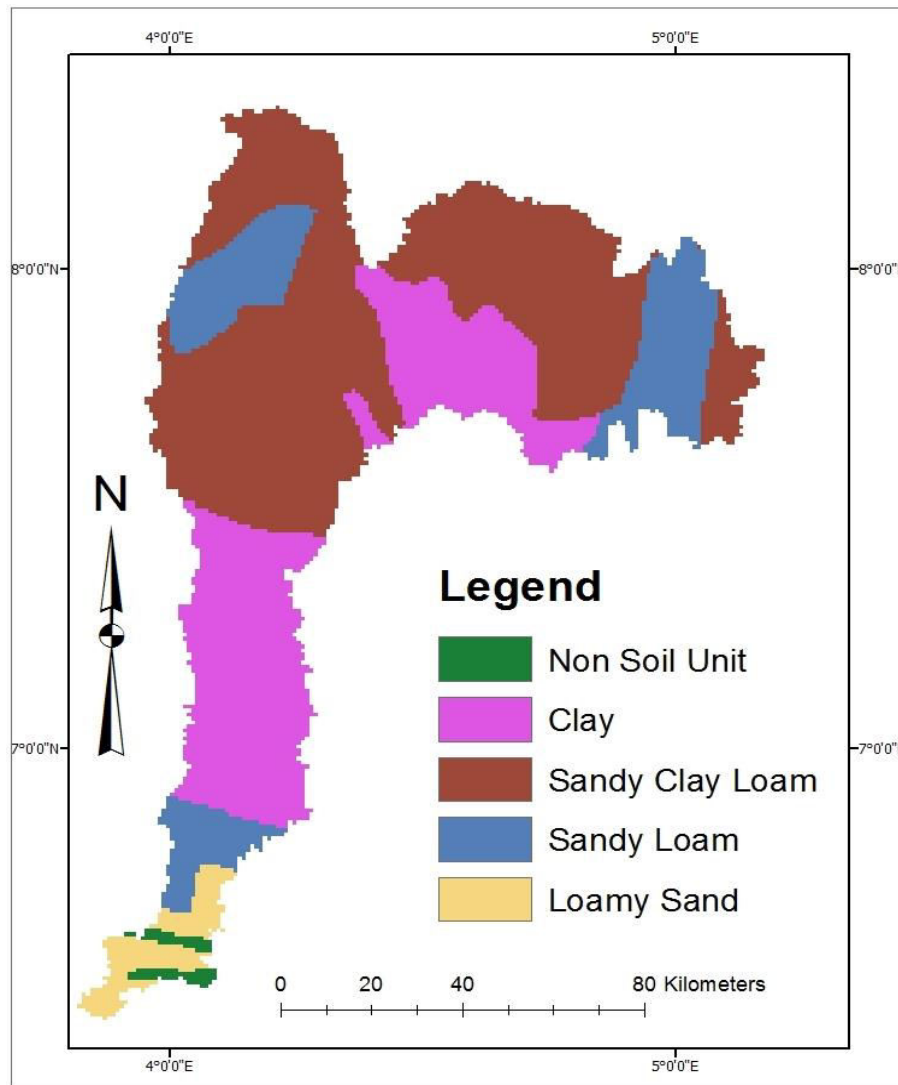 4°0'0"E 5°0'0"E
8°0'0"N 8°0'0"N
N
Legend
Non Soil Unit
Clay
7°0'0"N 7°0'0"N
Sandy Clay Loam
Sandy Loam
Loamy Sand
0 20 40 80 Kilometers
4°0'0"E 5°0'0"E